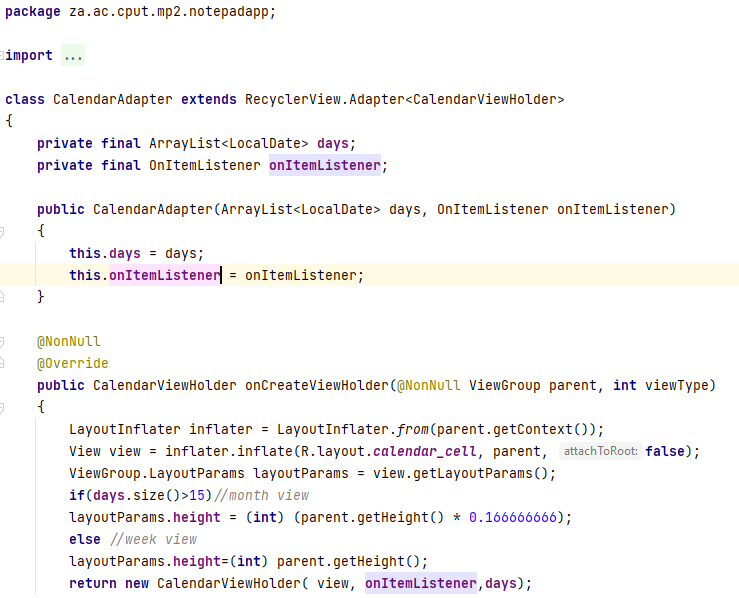 package za.ac.cput.mp2.notepadapp;
import ...
class CalendarAdapter extends RecyclerView.Adapter<CalendarViewHolder>
{
private final ArrayList<LocalDate> days;
private final OnItemListener onItemListener;
public CalendarAdapter(ArrayList<LocalDate> days, OnItemListener onItemListener)
{
this.days = days;
this.onItemListener = onItemListener;
}
@NonNull
@Override
public CalendarViewHolder onCreateViewHolder(@NonNull ViewGroup parent, int viewType)
{
LayoutInflater inflater = LayoutInflater.from(parent.getContext());
View view = inflater.inflate(R.layout.calendar_cell, parent, attachToRoot: false);
ViewGroup.LayoutParams layoutParams = view.getLayoutParams();
if(days.size()>15)//month view
layoutParams.height = (int) (parent.getHeight() * 0.166666666);
else //week view
layoutParams.height=(int) parent.getHeight();
return new CalendarViewHolder( view, onItemListener,days);